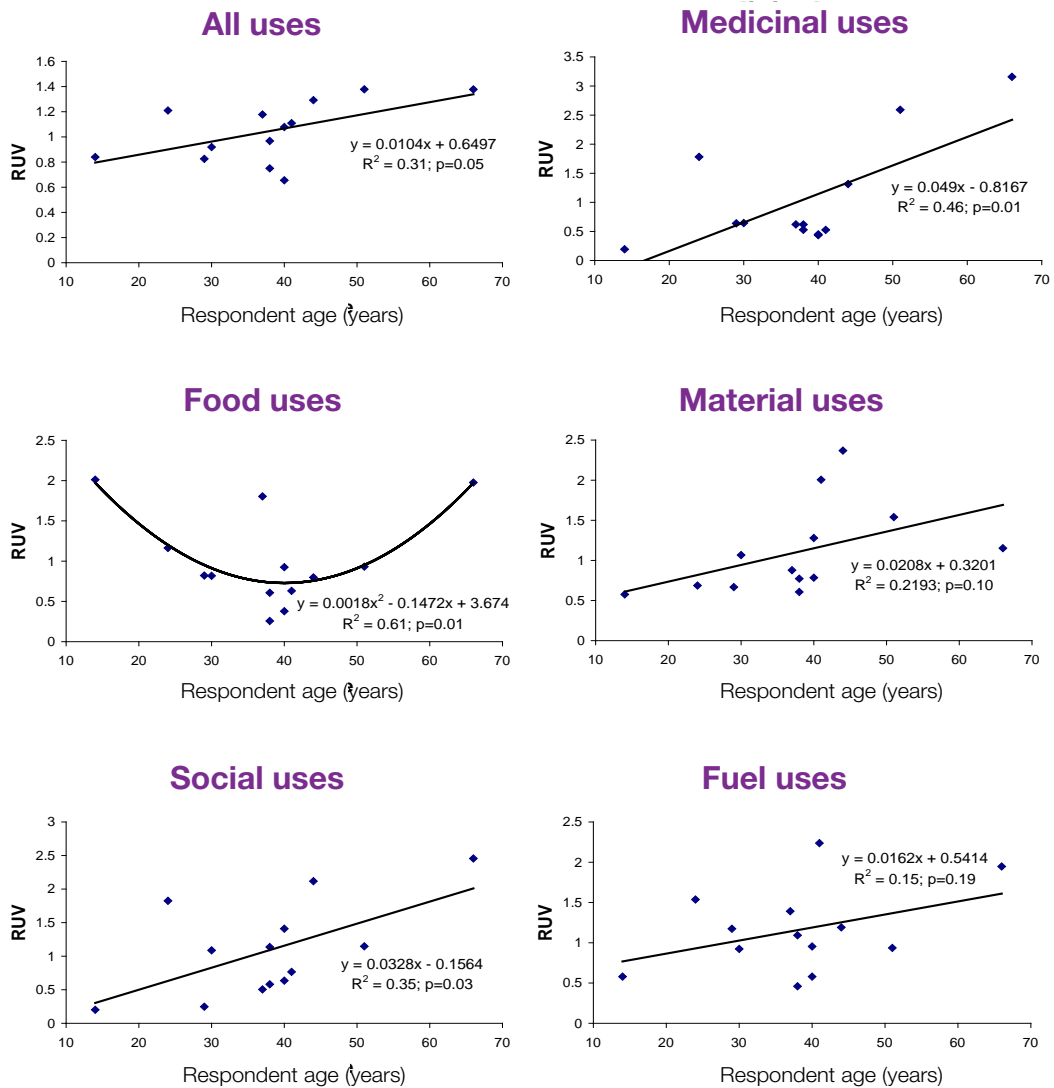 All uses
1.6
1.4
1.2
1
0.8
0.6
0.4
0.2
0
RUV
y = 0.0104x + 0.6497
R² = 0.31; p=0.05
10 20 30 40 50 60 70
Respondent age (years)
Medicinal uses
3.5
3
2.5
2
1.5
1
0.5
0
RUV
y = 0.049x - 0.8167
R² = 0.46; p=0.01
10 20 30 40 50 60 70
Respondent age (years)
Food uses
2.5
2
1.5
1
0.5
0
RUV
y = 0.0018x² - 0.1472x + 3.674
R² = 0.61; p=0.01
10 20 30 40 50 60 70
Respondent age (years)
Material uses
2.5
2
1.5
1
0.5
0
RUV
y = 0.0208x + 0.3201
R² = 0.2193; p=0.10
10 20 30 40 50 60 70
Respondent age (years)
Social uses
3
2.5
2
1.5
1
0.5
0
RUV
y = 0.0328x - 0.1564
R² = 0.35; p=0.03
10 20 30 40 50 60 70
Respondent age (years)
Fuel uses
2.5
2
1.5
1
0.5
0
RUV
y = 0.0162x + 0.5414
R² = 0.15; p=0.19
10 20 30 40 50 60 70
Respondent age (years)